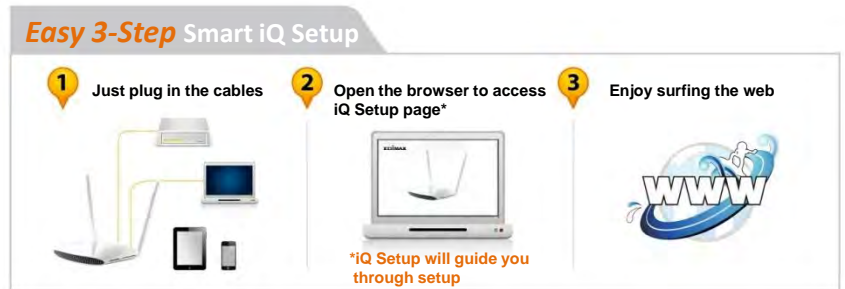 Easy 3-Step Smart iQ Setup
1 Just plug in the cables
2 Open the browser to access
iQ Setup page*
EDIMAX
*iQ Setup will guide you
through setup
3 Enjoy surfing the web
WWW